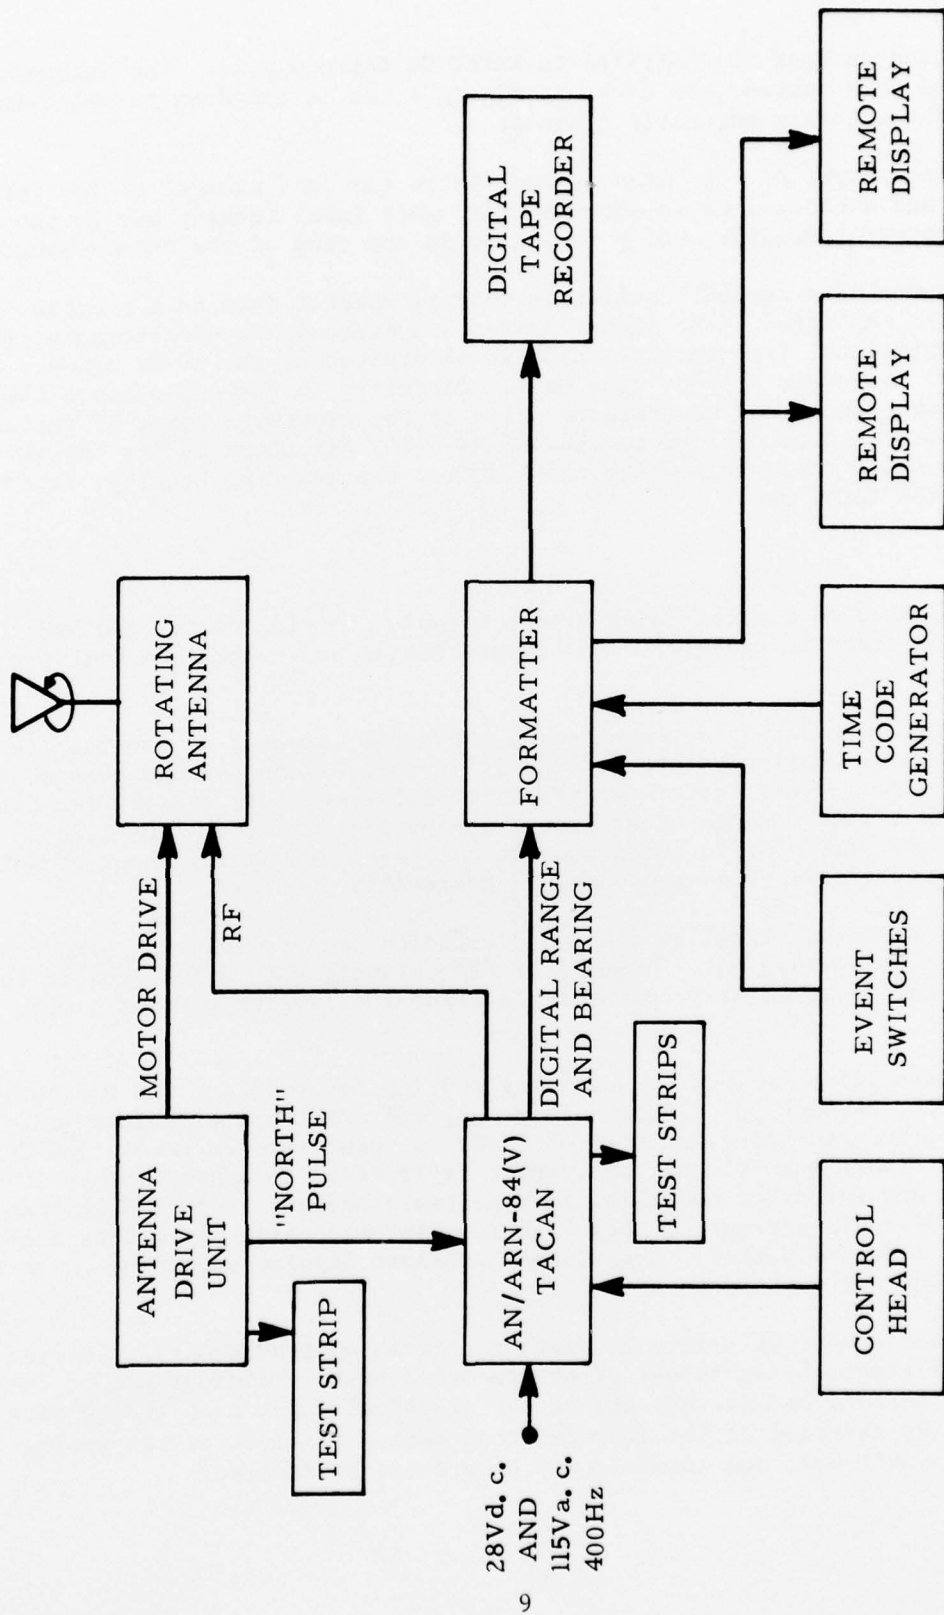 ANTENNA
DRIVE
UNIT
MOTOR DRIVE
ROTATING
ANTENNA
RF
"NORTH"
PULSE
TEST STRIP
28Vd. c.
AND
115Va. c.
400Hz
AN/ARN-84(V)
TACAN
DIGITAL RANGE
AND BEARING
FORMATTER
DIGITAL
TAPE
RECORDER
TEST STRIPS
CONTROL
HEAD
EVENT
SWITCHES
TIME
CODE
GENERATOR
REMOTE
DISPLAY
REMOTE
DISPLAY
9